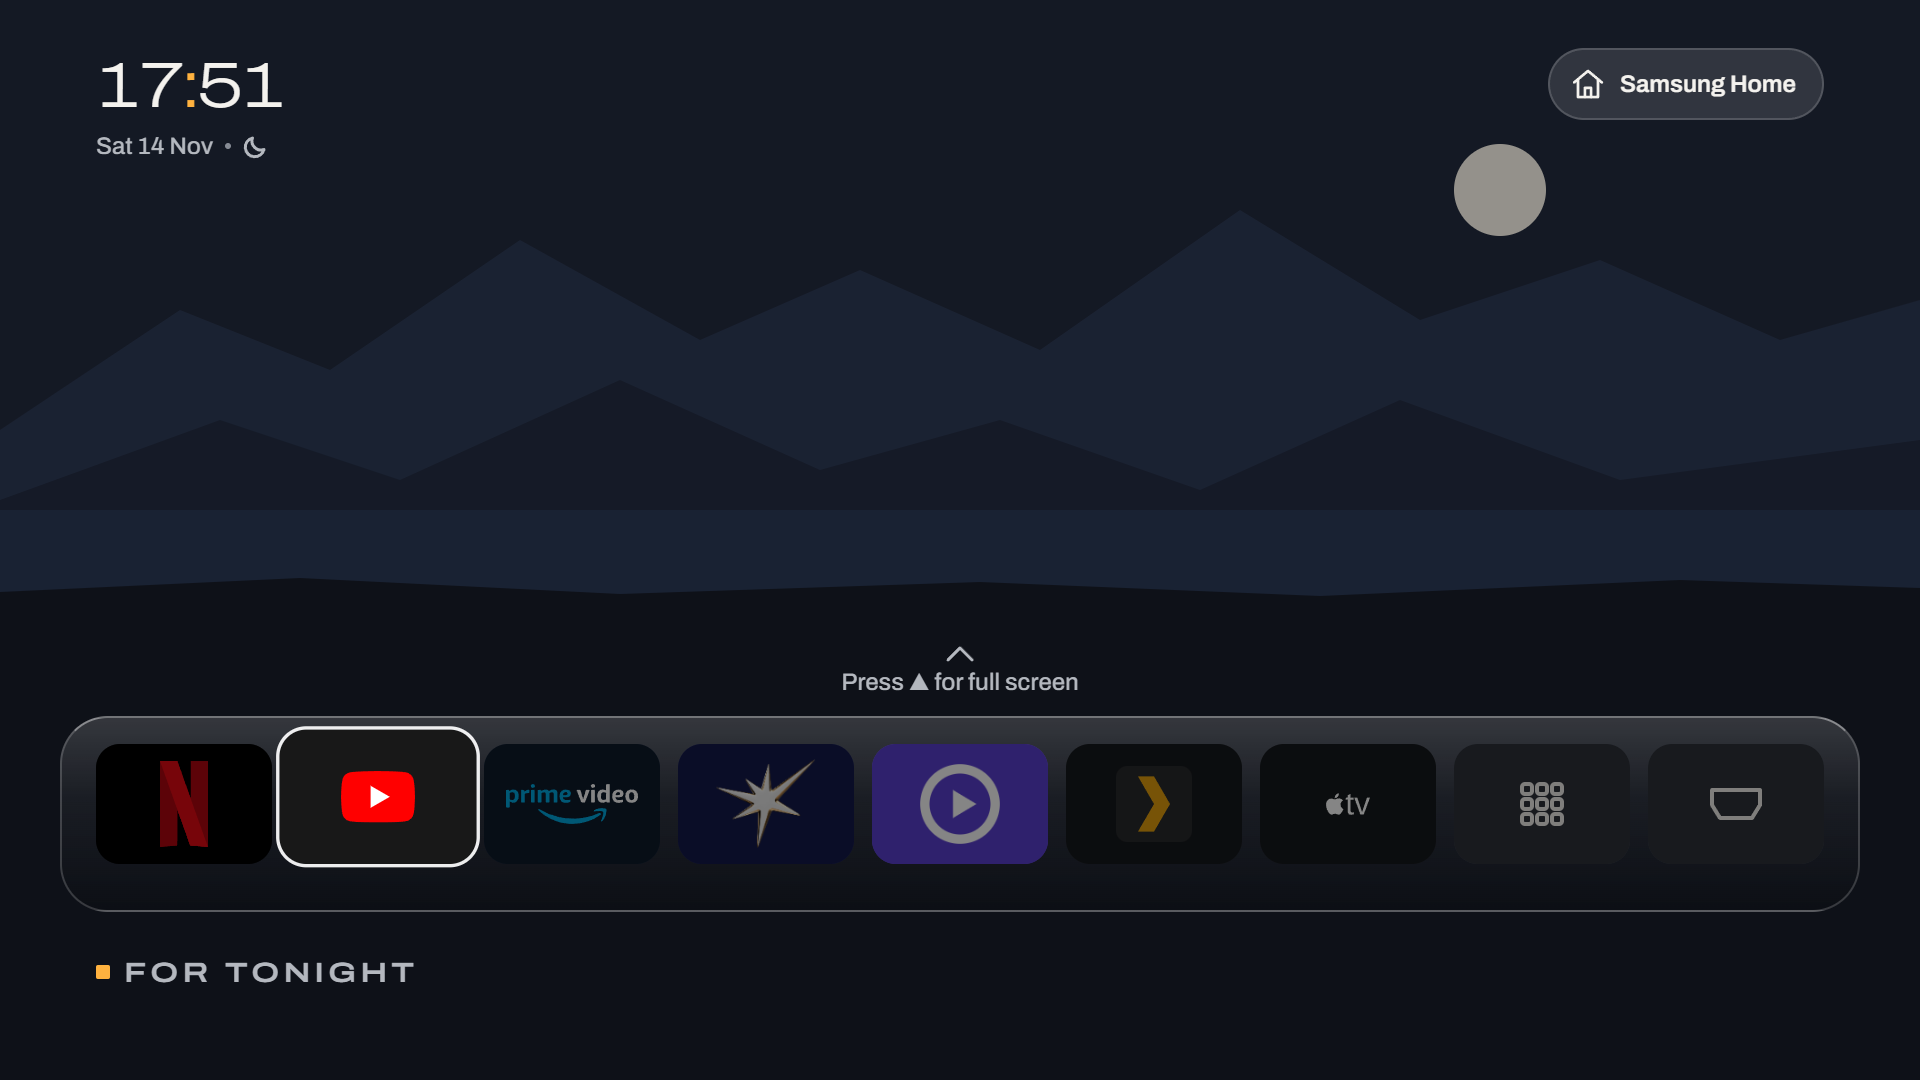 17:51
Samsung Home
Sat 14 Nov •
Press ▲ for full screen
prime video
tv
FOR TONIGHT